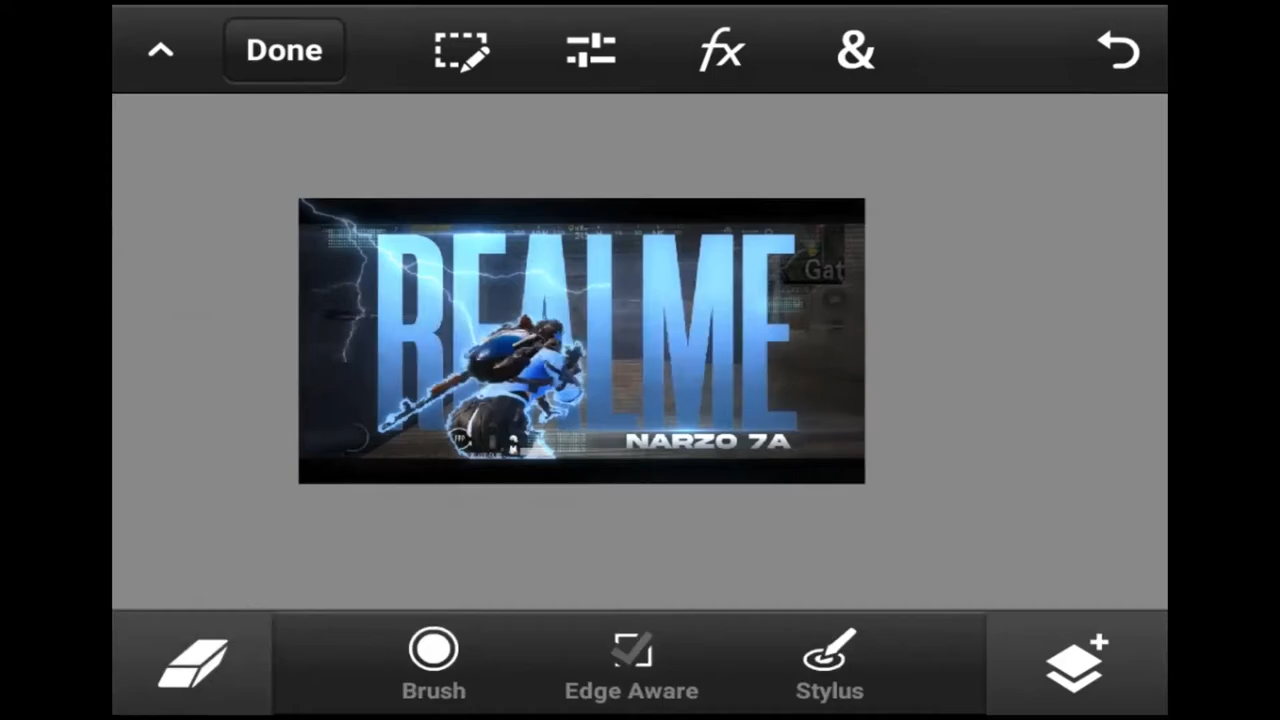 Done
fx
&
REALME
Gat
NARZO 7A
Brush
Edge Aware
Stylus